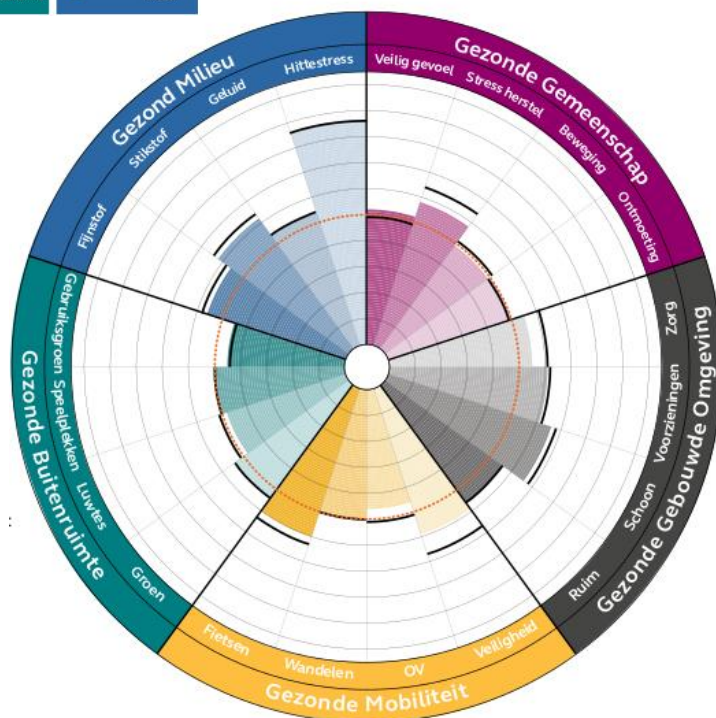 Gezond Milieu
Fijnstof
Stikstof
Geluid
Hittestress
Gezonde Gemeenschap
Veilig gevoel
Stress herstel
Beweging
Ontmoeting
Gezonde Gebouwde Omgeving
Zorg
Voorzieningen
Schoon
Ruim
Gezonde Mobiliteit
Veiligheid
OV
Wandelen
Fietsen
Gezonde Buitenruimte
Groen
Luwtes
Speelplekken
Gebruiksgroen
: